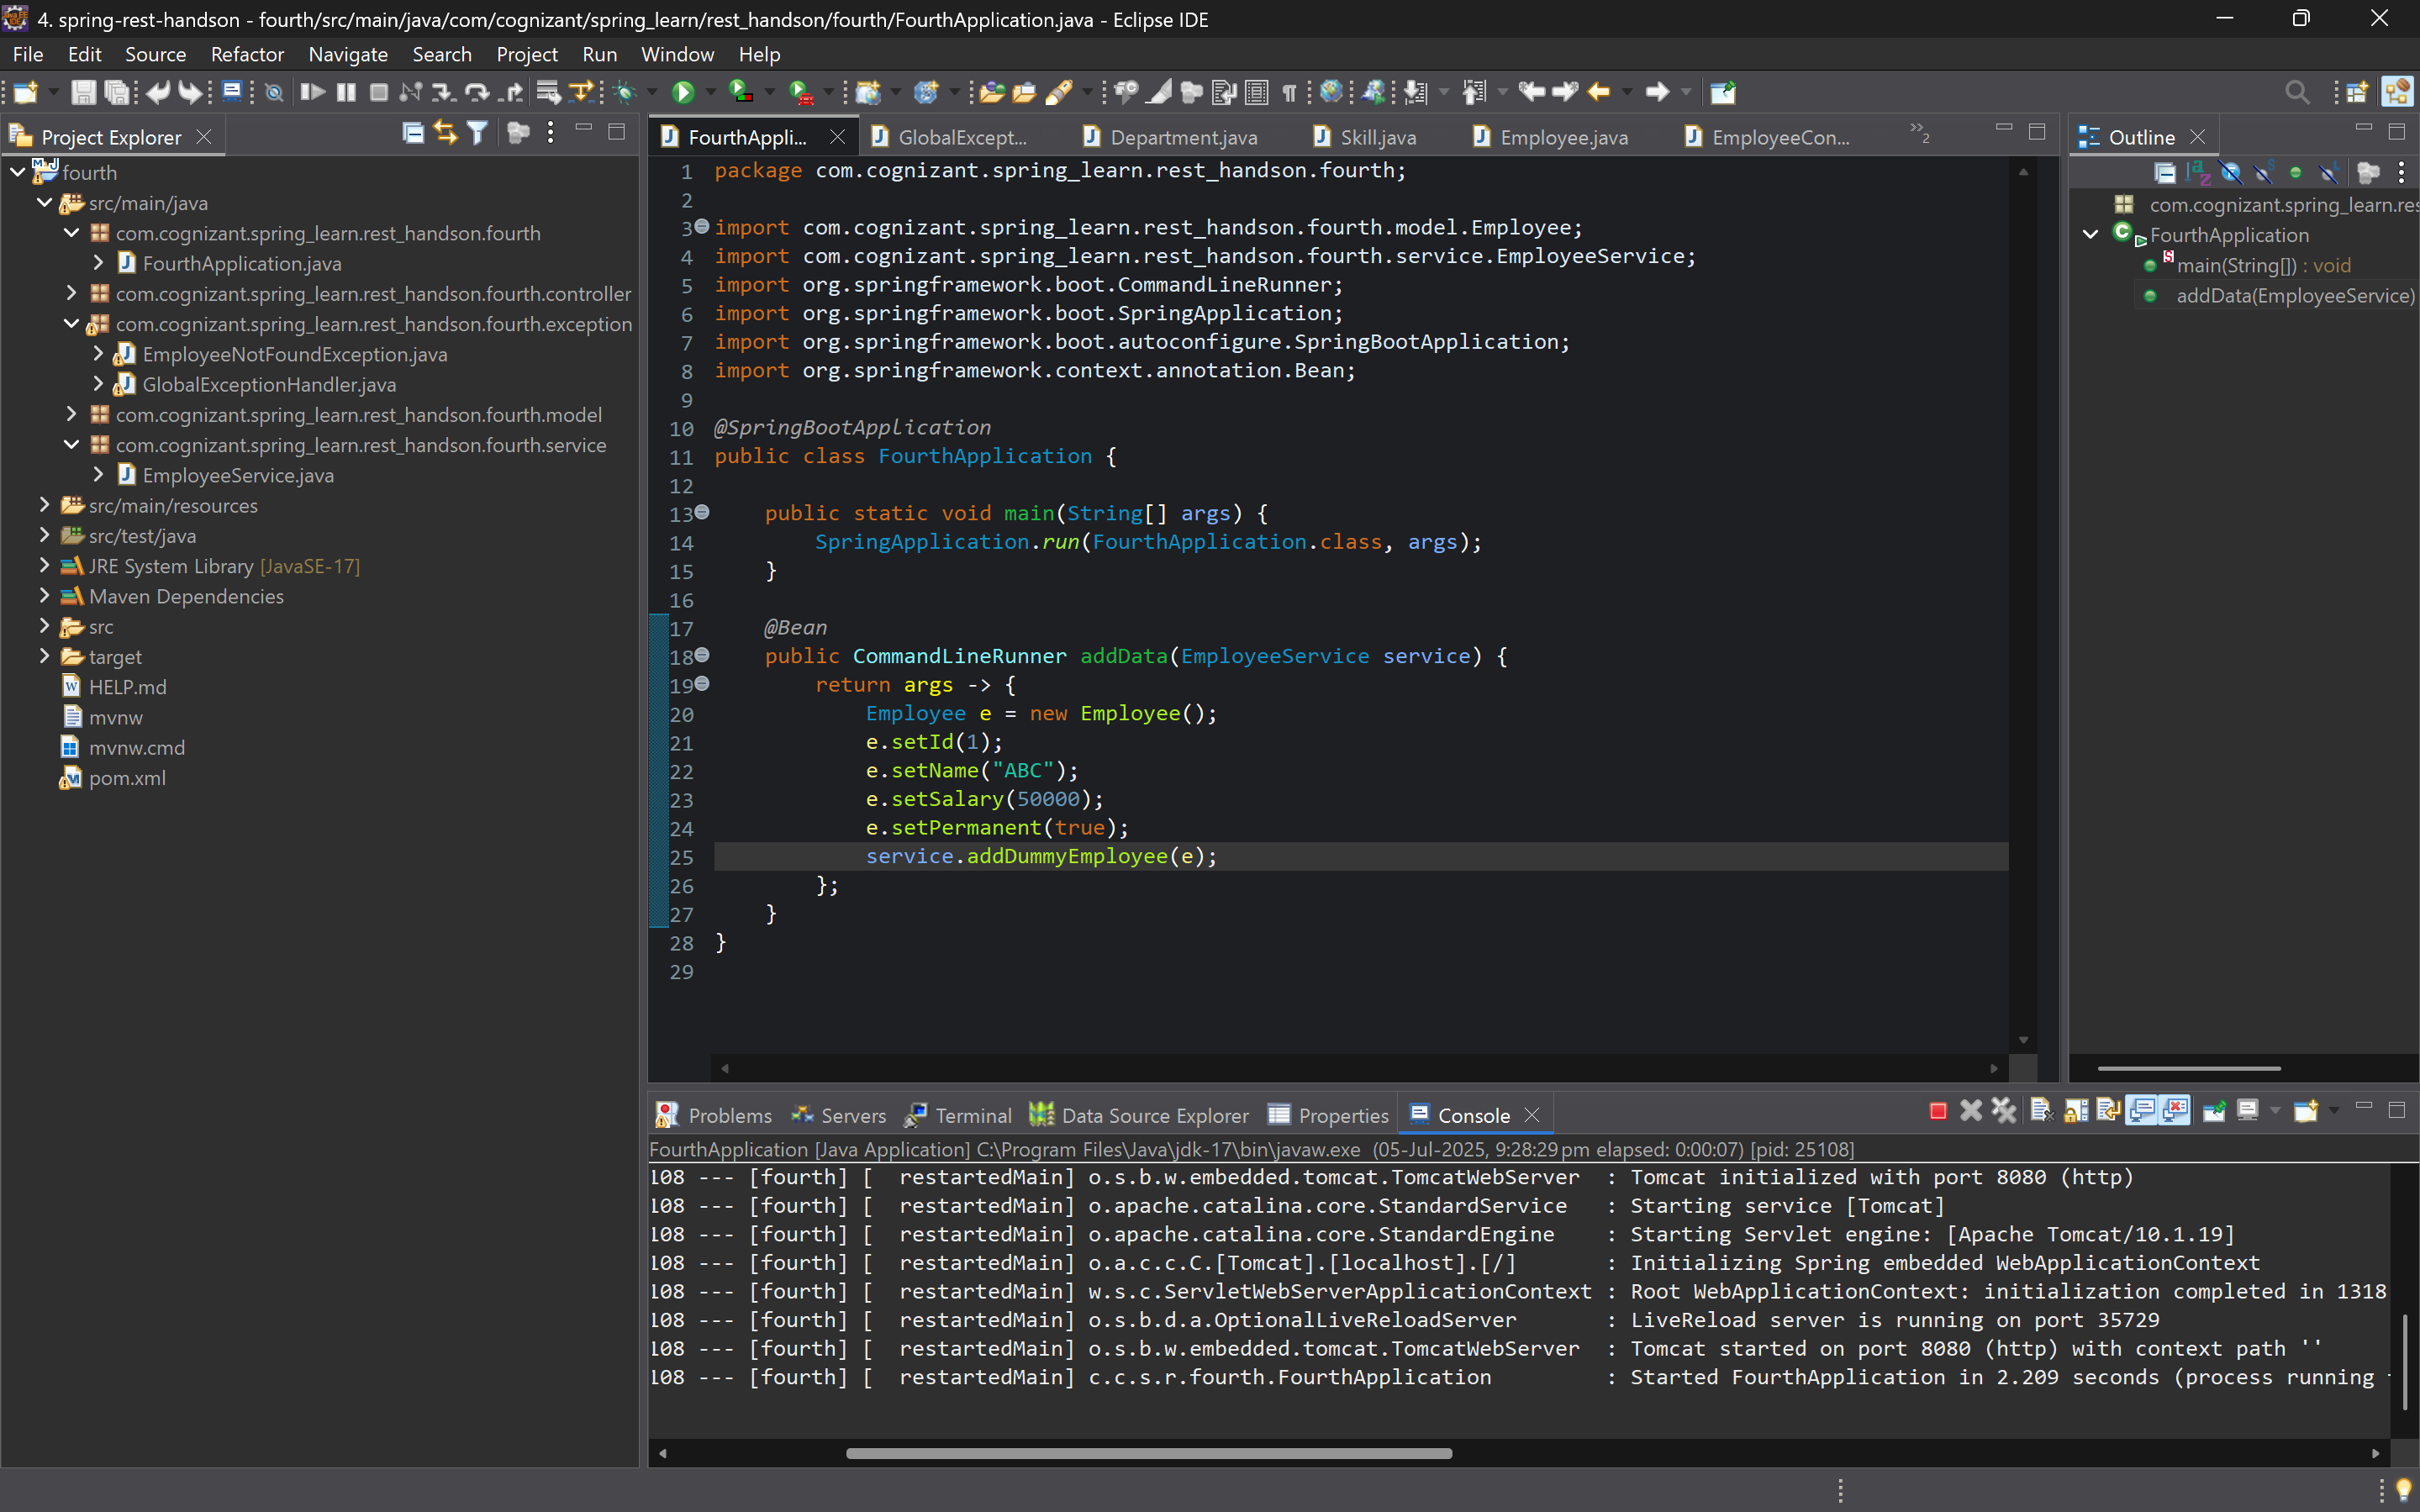 4. spring-rest-handson - fourth/src/main/java/com/cognizant/spring_learn/rest_handson/fourth/FourthApplication.java - Eclipse IDE
File Edit Source Refactor Navigate Search Project Run Window Help
Project Explorer
fourth
src/main/java
com.cognizant.spring_learn.rest_handson.fourth
FourthApplication.java
com.cognizant.spring_learn.rest_handson.fourth.controller
com.cognizant.spring_learn.rest_handson.fourth.exception
EmployeeNotFoundException.java
GlobalExceptionHandler.java
com.cognizant.spring_learn.rest_handson.fourth.model
com.cognizant.spring_learn.rest_handson.fourth.service
EmployeeService.java
src/main/resources
src/test/java
JRE System Library [JavaSE-17]
Maven Dependencies
src
target
HELP.md
mvnw
mvnw.cmd
pom.xml
FourthAppli... GlobalExcept... Department.java Skill.java Employee.java EmployeeCon... »2
1 package com.cognizant.spring_learn.rest_handson.fourth;
2
3 import com.cognizant.spring_learn.rest_handson.fourth.model.Employee;
4 import com.cognizant.spring_learn.rest_handson.fourth.service.EmployeeService;
5 import org.springframework.boot.CommandLineRunner;
6 import org.springframework.boot.SpringApplication;
7 import org.springframework.boot.autoconfigure.SpringBootApplication;
8 import org.springframework.context.annotation.Bean;
9
10 @SpringBootApplication
11 public class FourthApplication {
12
13 public static void main(String[] args) {
14 SpringApplication.run(FourthApplication.class, args);
15 }
16
17 @Bean
18 public CommandLineRunner addData(EmployeeService service) {
19 return args -> {
20 Employee e = new Employee();
21 e.setId(1);
22 e.setName("ABC");
23 e.setSalary(50000);
24 e.setPermanent(true);
25 service.addDummyEmployee(e);
26 };
27 }
28 }
29
Outline
com.cognizant.spring_learn.res
FourthApplication
main(String[]) : void
addData(EmployeeService)
Problems Servers Terminal Data Source Explorer Properties Console
FourthApplication [Java Application] C:\Program Files\Java\jdk-17\bin\javaw.exe (05-Jul-2025, 9:28:29 pm elapsed: 0:00:07) [pid: 25108]
108 --- [fourth] [ restartedMain] o.s.b.w.embedded.tomcat.TomcatWebServer : Tomcat initialized with port 8080 (http)
108 --- [fourth] [ restartedMain] o.apache.catalina.core.StandardService : Starting service [Tomcat]
108 --- [fourth] [ restartedMain] o.apache.catalina.core.StandardEngine : Starting Servlet engine: [Apache Tomcat/10.1.19]
108 --- [fourth] [ restartedMain] o.a.c.c.C.[Tomcat].[localhost].[/] : Initializing Spring embedded WebApplicationContext
108 --- [fourth] [ restartedMain] w.s.c.ServletWebServerApplicationContext : Root WebApplicationContext: initialization completed in 1318
108 --- [fourth] [ restartedMain] o.s.b.d.a.OptionalLiveReloadServer : LiveReload server is running on port 35729
108 --- [fourth] [ restartedMain] o.s.b.w.embedded.tomcat.TomcatWebServer : Tomcat started on port 8080 (http) with context path ''
108 --- [fourth] [ restartedMain] c.c.s.r.fourth.FourthApplication : Started FourthApplication in 2.209 seconds (process running